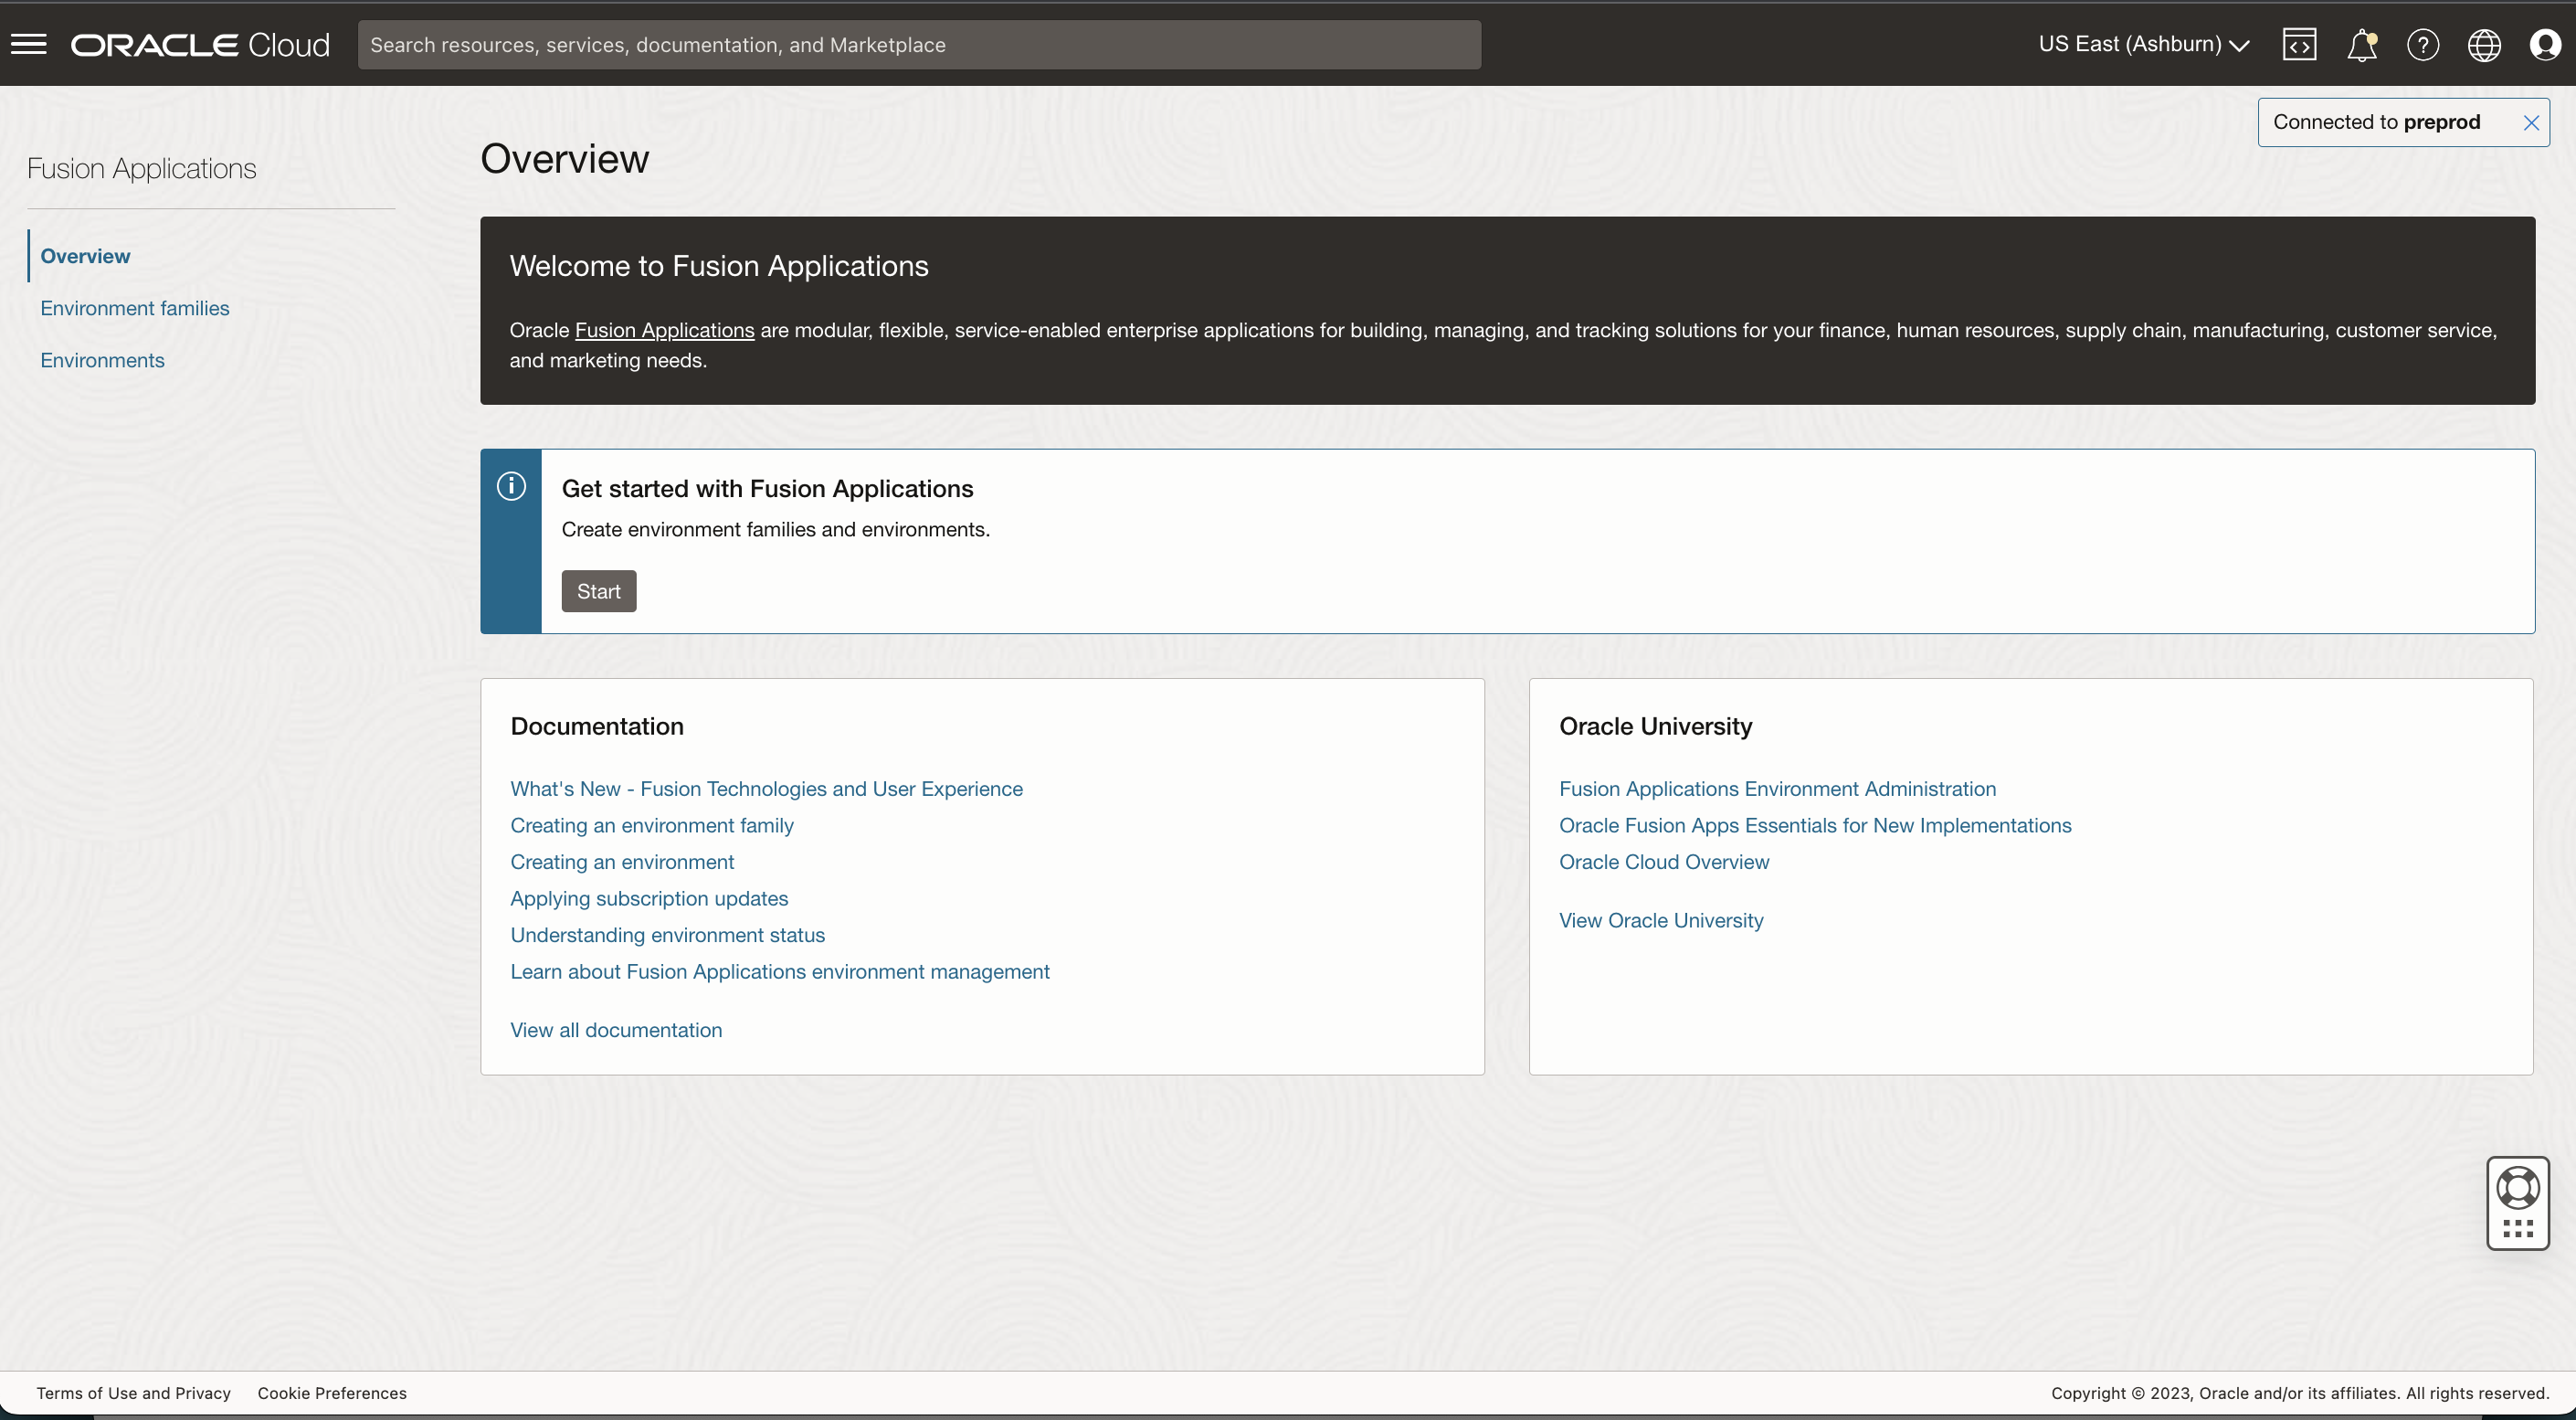 ORACLE Cloud
Search resources, services, documentation, and Marketplace
US East (Ashburn)
Connected to preprod
Fusion Applications
Overview
Environment families
Environments
Overview
Welcome to Fusion Applications
Oracle Fusion Applications are modular, flexible, service-enabled enterprise applications for building, managing, and tracking solutions for your finance, human resources, supply chain, manufacturing, customer service,
and marketing needs.
Get started with Fusion Applications
Create environment families and environments.
Start
Documentation
What's New - Fusion Technologies and User Experience
Creating an environment family
Creating an environment
Applying subscription updates
Understanding environment status
Learn about Fusion Applications environment management
View all documentation
Oracle University
Fusion Applications Environment Administration
Oracle Fusion Apps Essentials for New Implementations
Oracle Cloud Overview
View Oracle University
Terms of Use and Privacy
Cookie Preferences
Copyright © 2023, Oracle and/or its affiliates. All rights reserved.